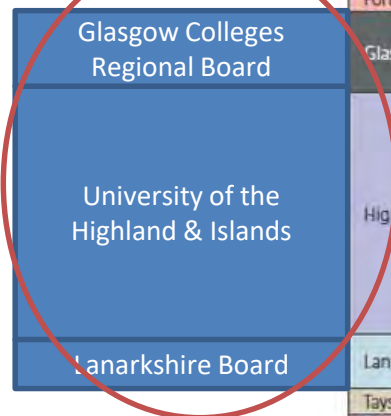 Glasgow Colleges
Regional Board
University of the
Highland & Islands
Lanarkshire Board